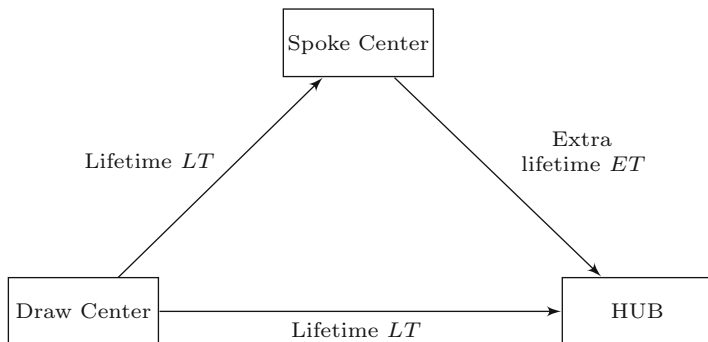 Spoke Center
Lifetime LT
Extra
lifetime ET
Draw Center
HUB
Lifetime LT